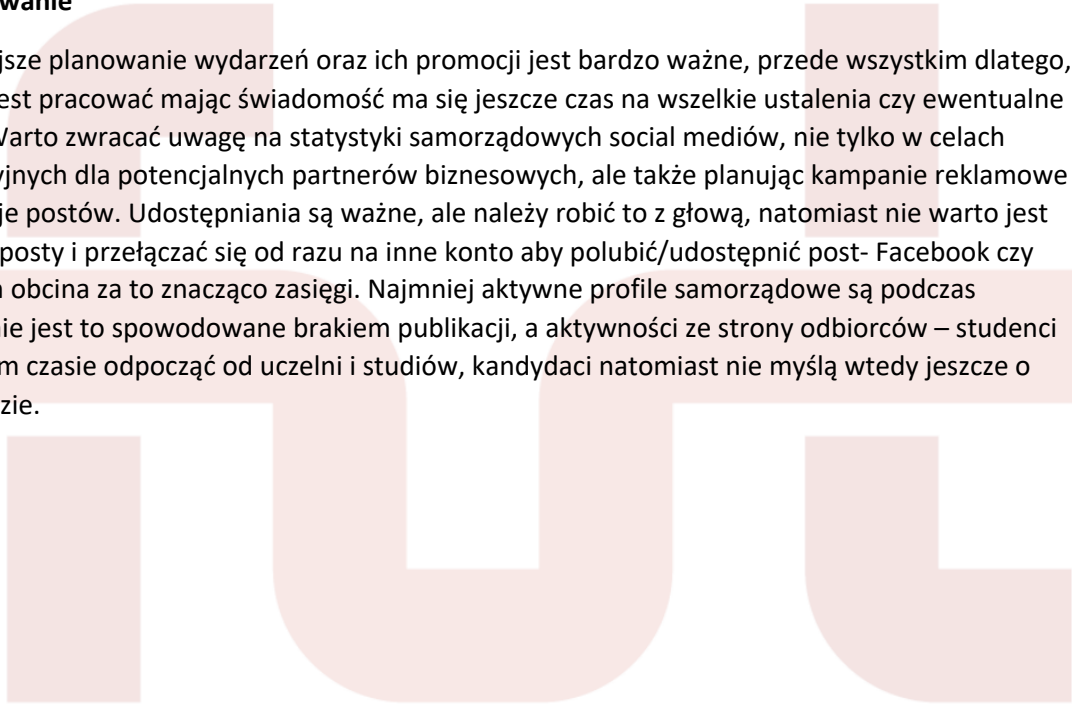 wanie
jsze planowanie wydarzeń oraz ich promocji jest bardzo ważne, przede wszystkim dlatego,
est pracować mając świadomość ma się jeszcze czas na wszelkie ustalenia czy ewentualne
Warto zwracać uwagę na statystyki samorządowych social mediów, nie tylko w celach
yjnych dla potencjalnych partnerów biznesowych, ale także planując kampanie reklamowe
je postów. Udostępniania są ważne, ale należy robić to z głową, natomiast nie warto jest
posty i przełączać się od razu na inne konto aby polubić/udostępnić post- Facebook czy
obcina za to znacząco zasięgi. Najmniej aktywne profile samorządowe są podczas
nie jest to spowodowane brakiem publikacji, a aktywności ze strony odbiorców – studenci
m czasie odpocząć od uczelni i studiów, kandydaci natomiast nie myślą wtedy jeszcze o
zie.